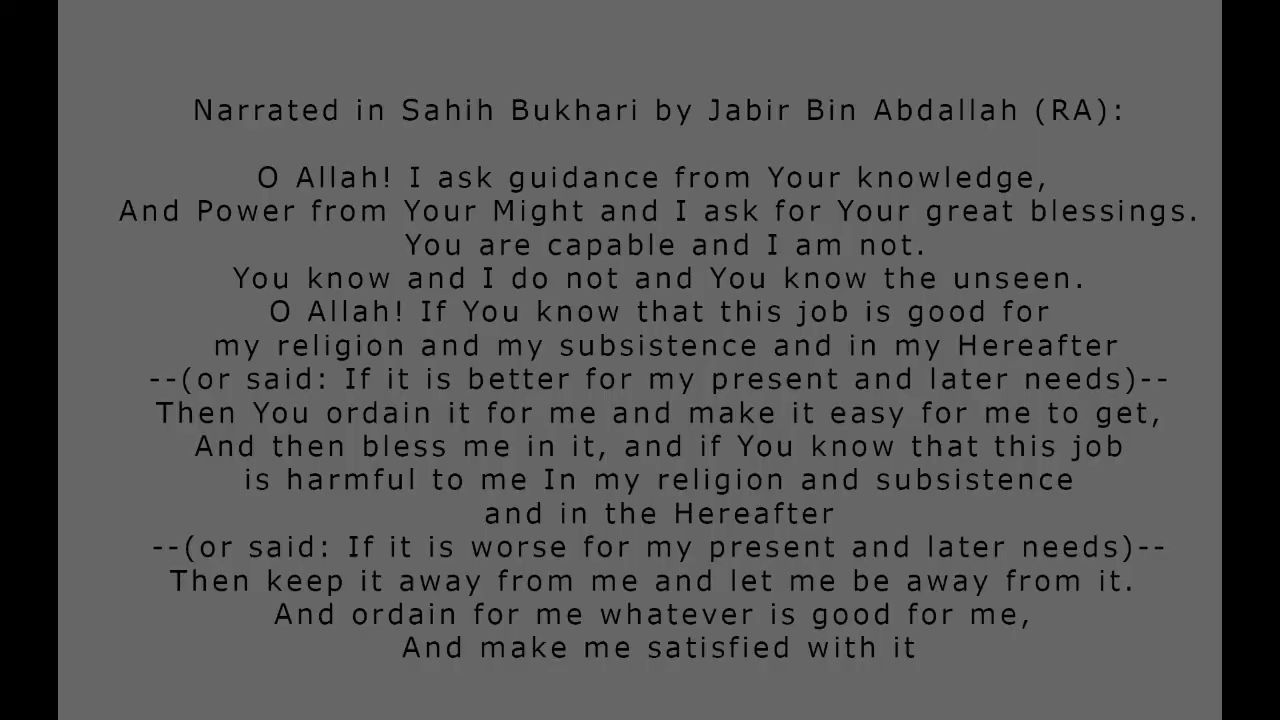 Narrated in Sahih Bukhari by Jabir Bin Abdallah (RA):
O Allah! I ask guidance from Your knowledge,
And Power from Your Might and I ask for Your great blessings.
You are capable and I am not.
You know and I do not and You know the unseen.
O Allah! If You know that this job is good for
my religion and my subsistence and in my Hereafter
--(or said: If it is better for my present and later needs)--
Then You ordain it for me and make it easy for me to get,
And then bless me in it, and if You know that this job
is harmful to me In my religion and subsistence
and in the Hereafter
--(or said: If it is worse for my present and later needs)--
Then keep it away from me and let me be away from it.
And ordain for me whatever is good for me,
And make me satisfied with it